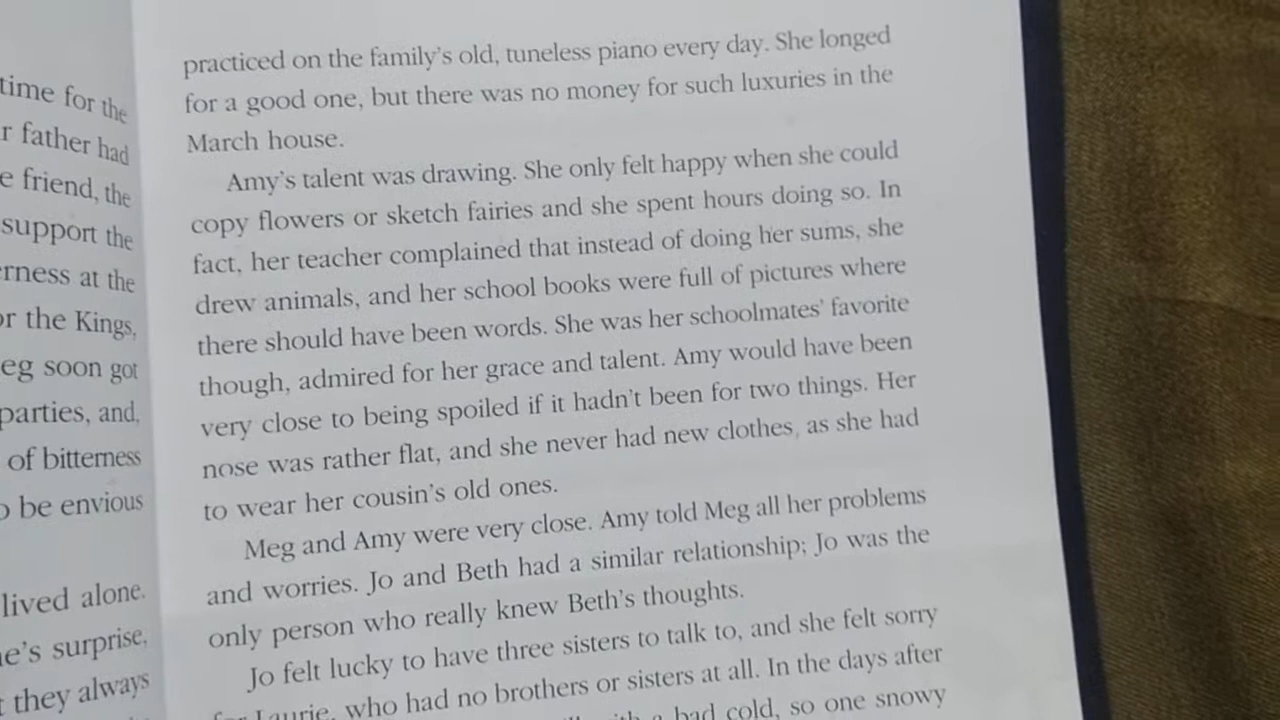 time for the
father had
friend, the
support the
at the
the Kings,
soon got
parties, and,
of bitterness
be envious
lived alone.
surprise,
they always
practiced on the family's old, tuneless piano every day. She longed
for a good one, but there was no money for such luxuries in the
March house.
Amy's talent was drawing. She only felt happy when she could
copy flowers or sketch fairies and she spent hours doing so. In
fact, her teacher complained that instead of doing her sums, she
drew animals, and her school books were full of pictures where
there should have been words. She was her schoolmates' favorite
though, admired for her grace and talent. Amy would have been
very close to being spoiled if it hadn't been for two things. Her
nose was rather flat, and she never had new clothes, as she had
to wear her cousin's old ones.
Meg and Amy were very close. Amy told Meg all her problems
and worries. Jo and Beth had a similar relationship; Jo was the
only person who really knew Beth's thoughts.
Jo felt lucky to have three sisters to talk to, and she felt sorry
for Laurie, who had no brothers or sisters at all. In the days after
with a bad cold, so one snowy